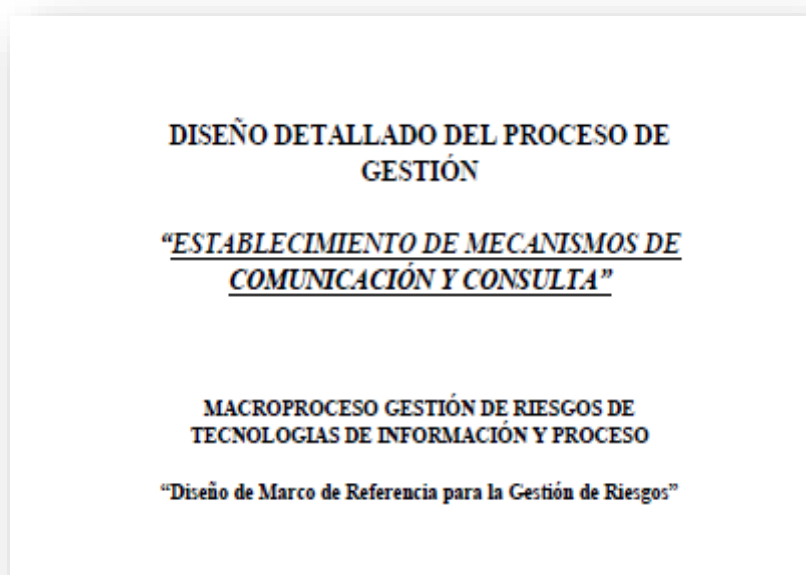 DISEÑO DETALLADO DEL PROCESO DE
GESTIÓN
“ESTABLECIMIENTO DE MECANISMOS DE
COMUNICACIÓN Y CONSULTA”
MACROPROCESO GESTIÓN DE RIESGOS DE
TECNOLOGIAS DE INFORMACIÓN Y PROCESO
“Diseño de Marco de Referencia para la Gestión de Riesgos”